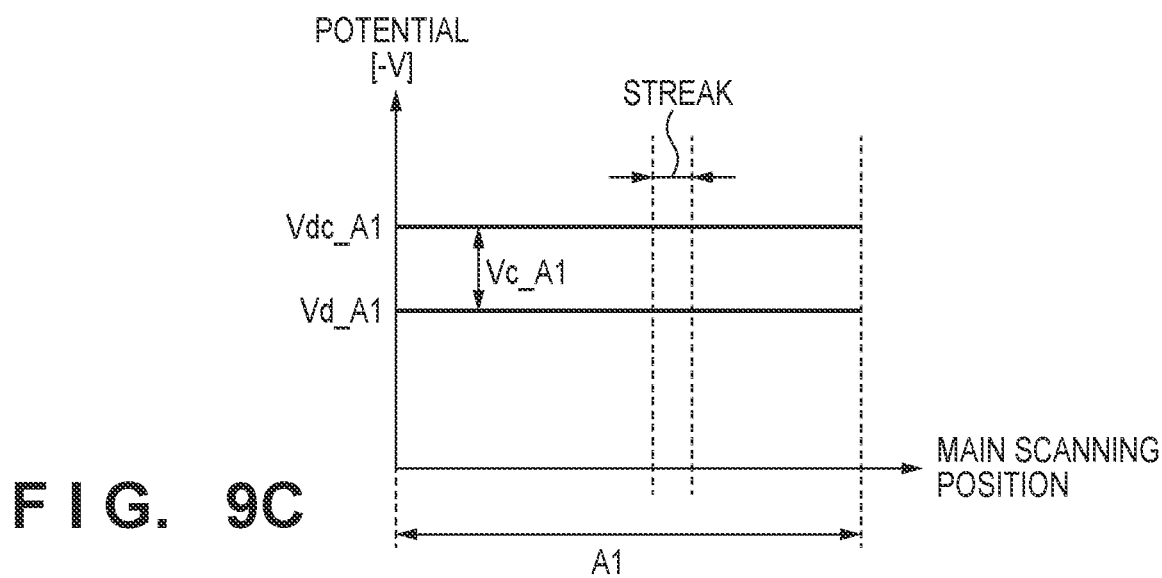 POTENTIAL
[-V]
STREAK
Vdc_A1
Vc_A1
Vd_A1
MAIN SCANNING
POSITION
A1
FIG. 9C